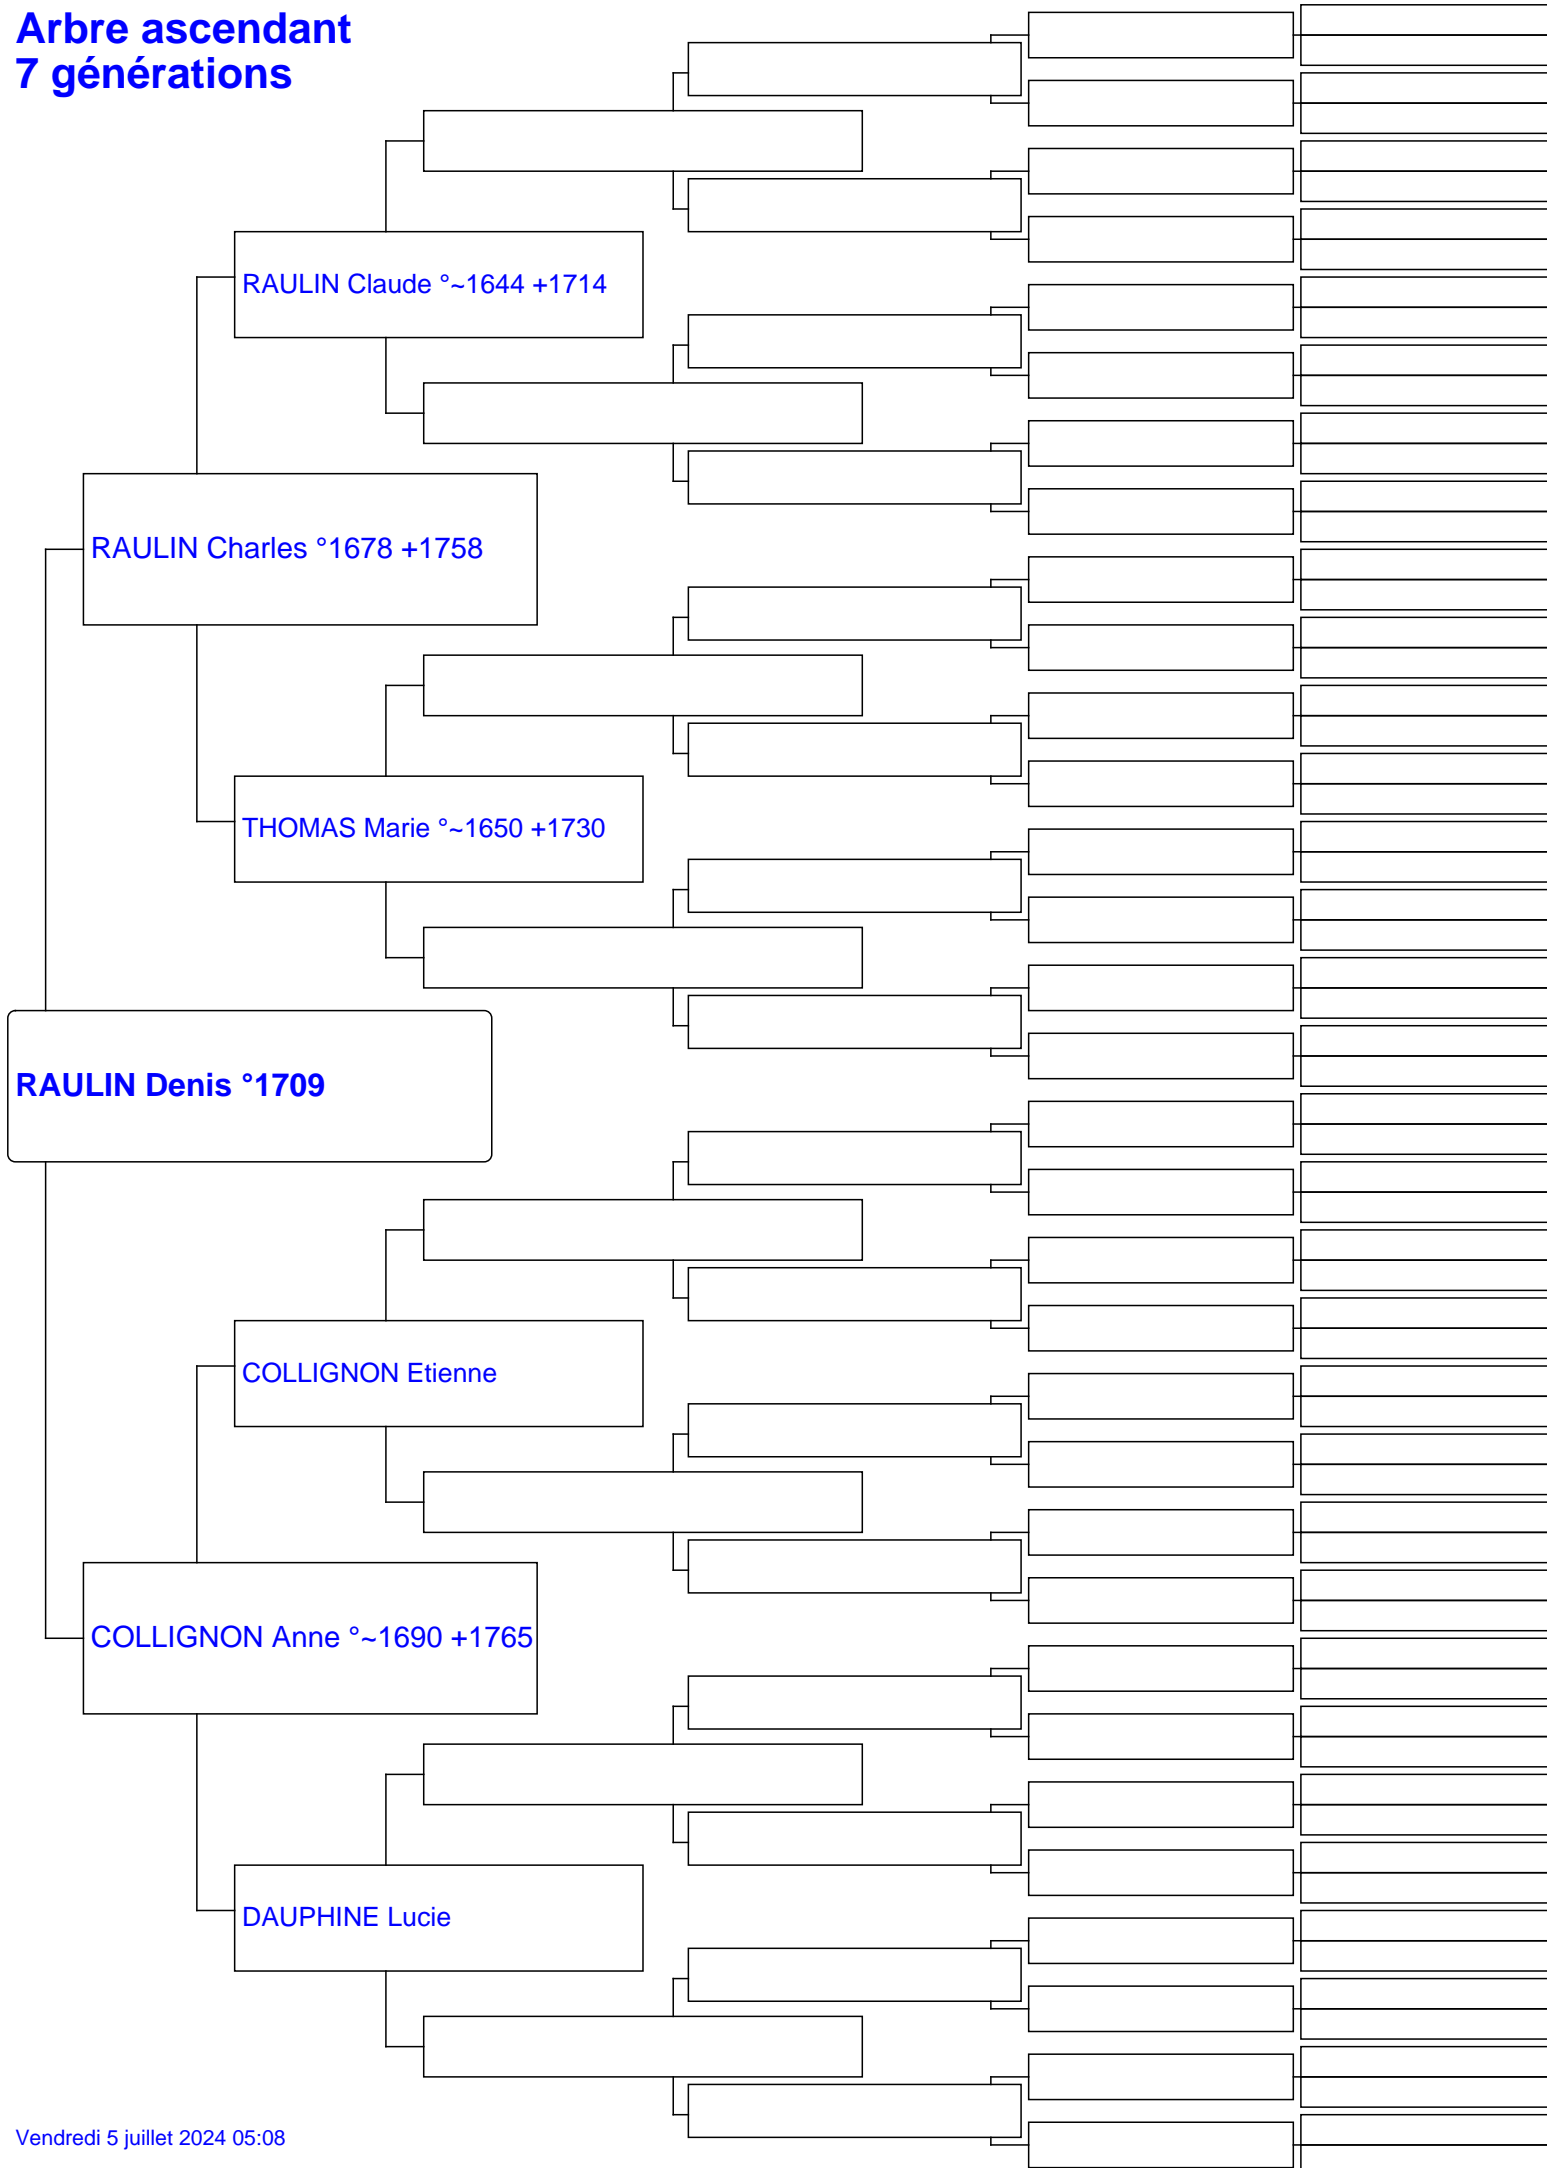 Arbre ascendant
7 générations
RAULIN Claude °~1644 +1714
RAULIN Charles °1678 +1758
THOMAS Marie °~1650 +1730
RAULIN Denis °1709
COLLIGNON Etienne
COLLIGNON Anne °~1690 +1765
DAUPHINE Lucie
Vendredi 5 juillet 2024 05:08